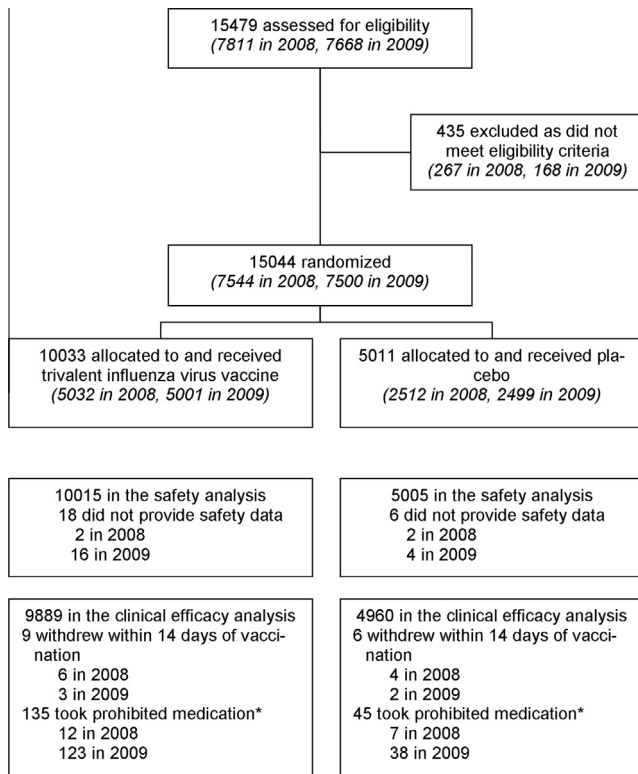 15479 assessed for eligibility
(7811 in 2008, 7668 in 2009)
435 excluded as did not
meet eligibility criteria
(267 in 2008, 168 in 2009)
15044 randomized
(7544 in 2008, 7500 in 2009)
10033 allocated to and received
trivalent influenza virus vaccine
(5032 in 2008, 5001 in 2009)
5011 allocated to and received pla-
cebo
(2512 in 2008, 2499 in 2009)
10015 in the safety analysis
18 did not provide safety data
2 in 2008
16 in 2009
5005 in the safety analysis
6 did not provide safety data
2 in 2008
4 in 2009
9889 in the clinical efficacy analysis
9 withdrew within 14 days of vacci-
nation
6 in 2008
3 in 2009
135 took prohibited medication*
12 in 2008
123 in 2009
4960 in the clinical efficacy analysis
6 withdrew within 14 days of vacci-
nation
4 in 2008
2 in 2009
45 took prohibited medication*
7 in 2008
38 in 2009